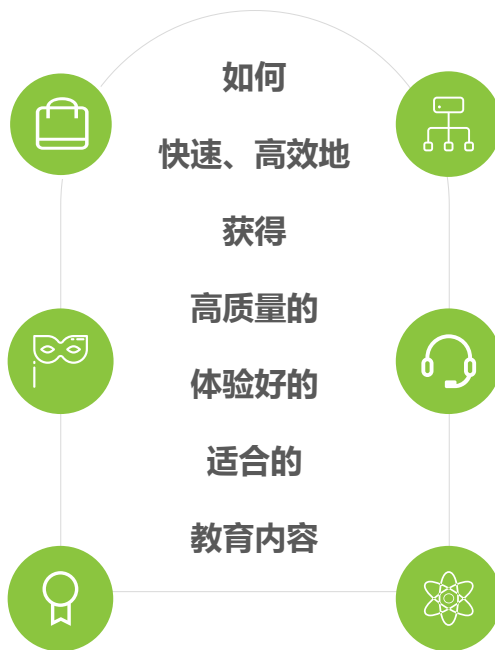 如何
快速、高效地
获得
高质量的
体验好的
适合的
教育内容